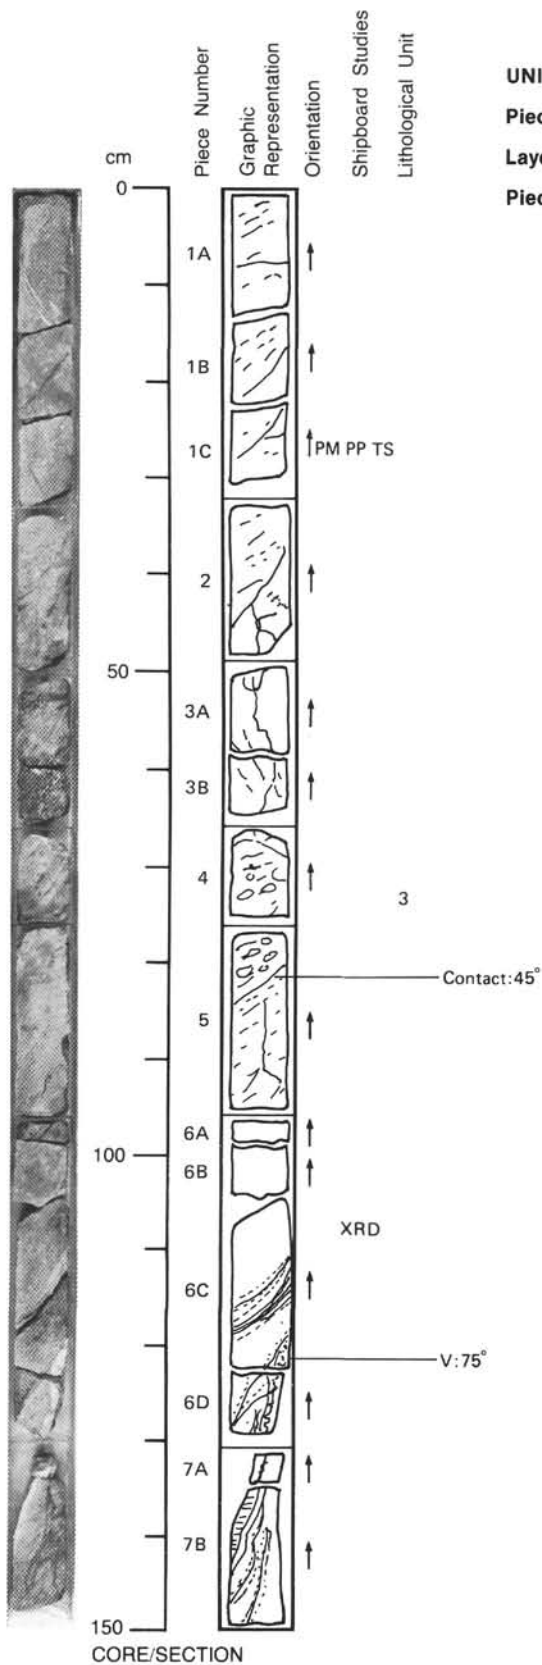 Piece Number
Graphic
Representation
Orientation
Shipboard Studies
Lithological Unit
UNI
Piec
Laye
Piec
cm
0
1A
1B
1C
PM PP TS
2
50
3A
3B
4
3
Contact:45°
5
6A
100
6B
XRD
6C
V:75°
6D
7A
7B
150
CORE/SECTION